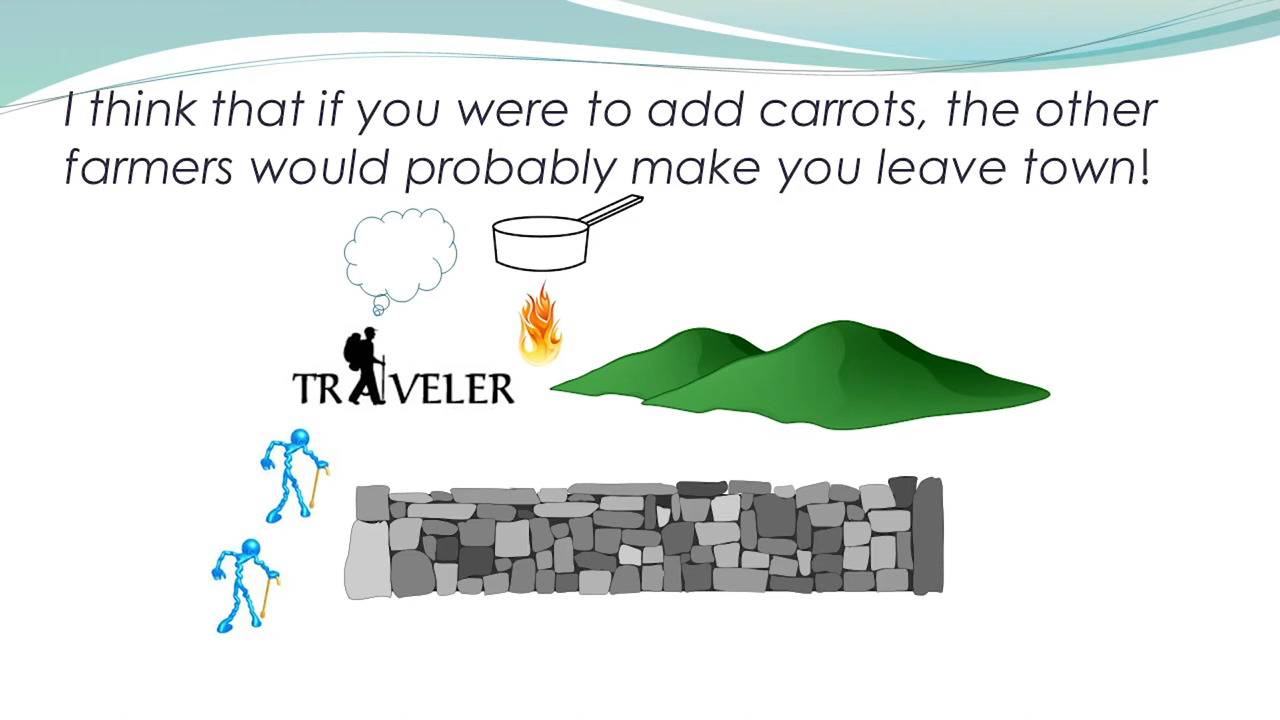 I think that if you were to add carrots, the other
farmers would probably make you leave town!
TRAVELER